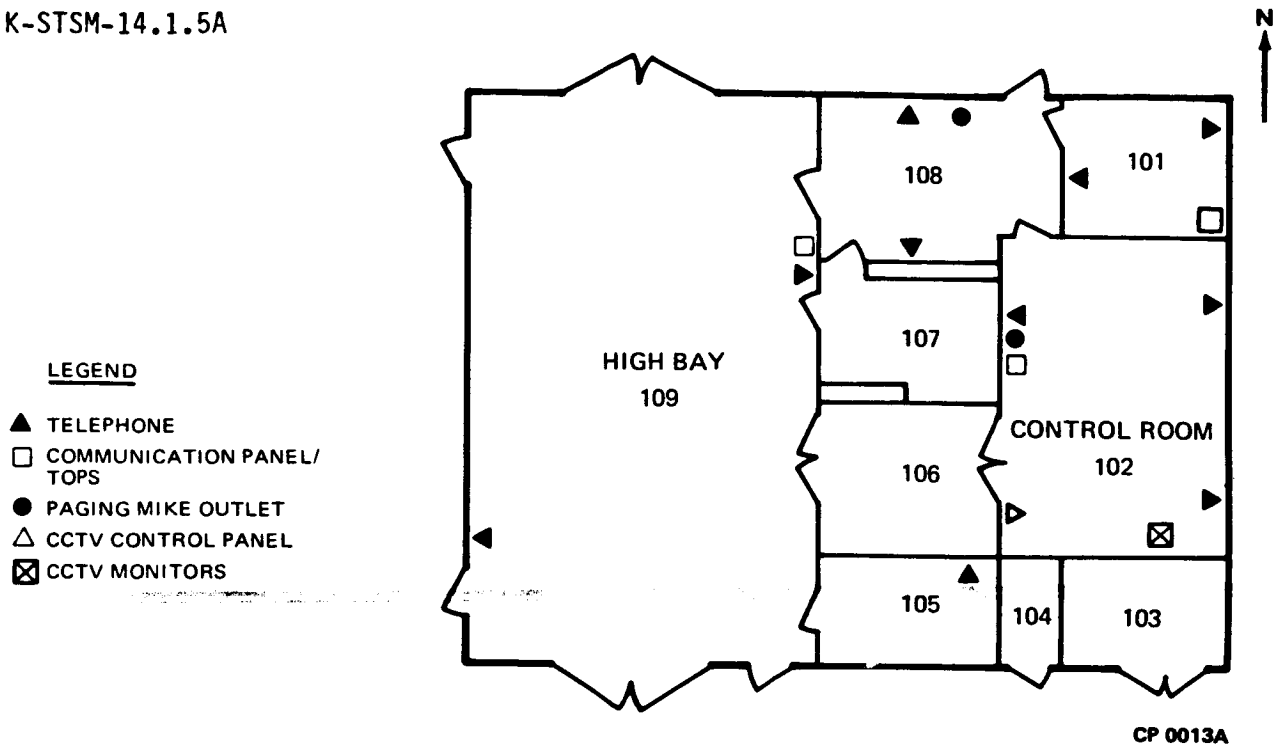 K-STSM-14.1.5A
N
101
108
107
HIGH BAY
109
CONTROL ROOM
102
106
105
104
103
LEGEND
TELEPHONE
COMMUNICATION PANEL/
TOPS
PAGING MIKE OUTLET
CCTV CONTROL PANEL
CCTV MONITORS
CP 0013A